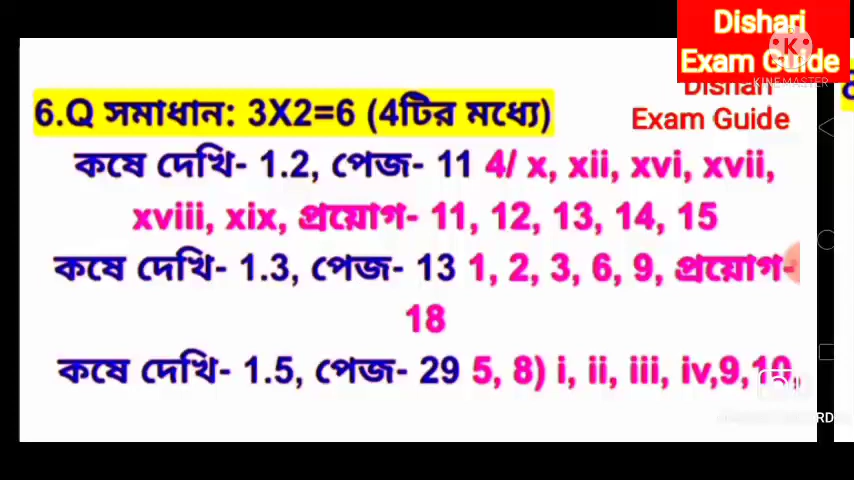 Dishari
Exam Guide
KINEMASTER
Dishari
Exam Guide
6.Q সমাধান: 3X2=6 (4টির মধ্যে)
কষে দেখি- 1.2, পেজ- 11 4/ x, xii, xvi, xvii,
xviii, xix, প্রয়োগ- 11, 12, 13, 14, 15
কষে দেখি- 1.3, পেজ- 13 1, 2, 3, 6, 9, প্রয়োগ-
18
কষে দেখি- 1.5, পেজ- 29 5, 8) i, ii, iii, iv,9,10,